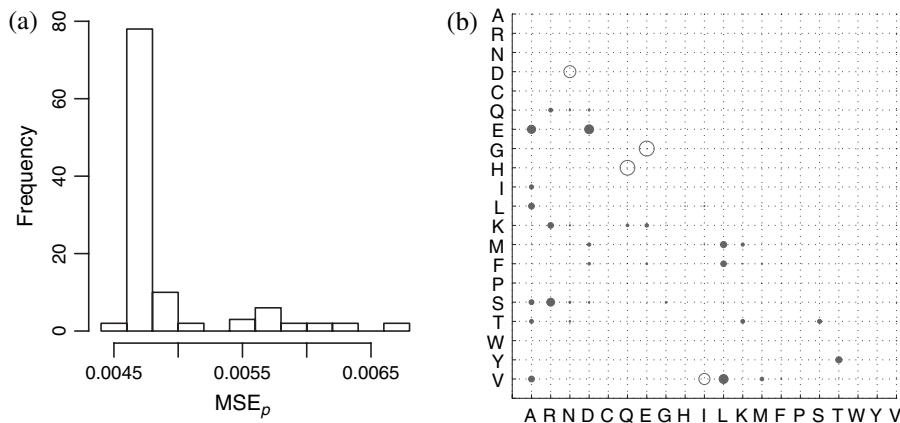 (a)
Frequency
80
60
40
20
0
0.0045 0.0055 0.0065
MSEp
(b)
A
R
N
D
C
Q
E
G
H
I
L
K
M
F
P
S
T
W
Y
V
A R N D C Q E G H I L K M F P S T W Y V